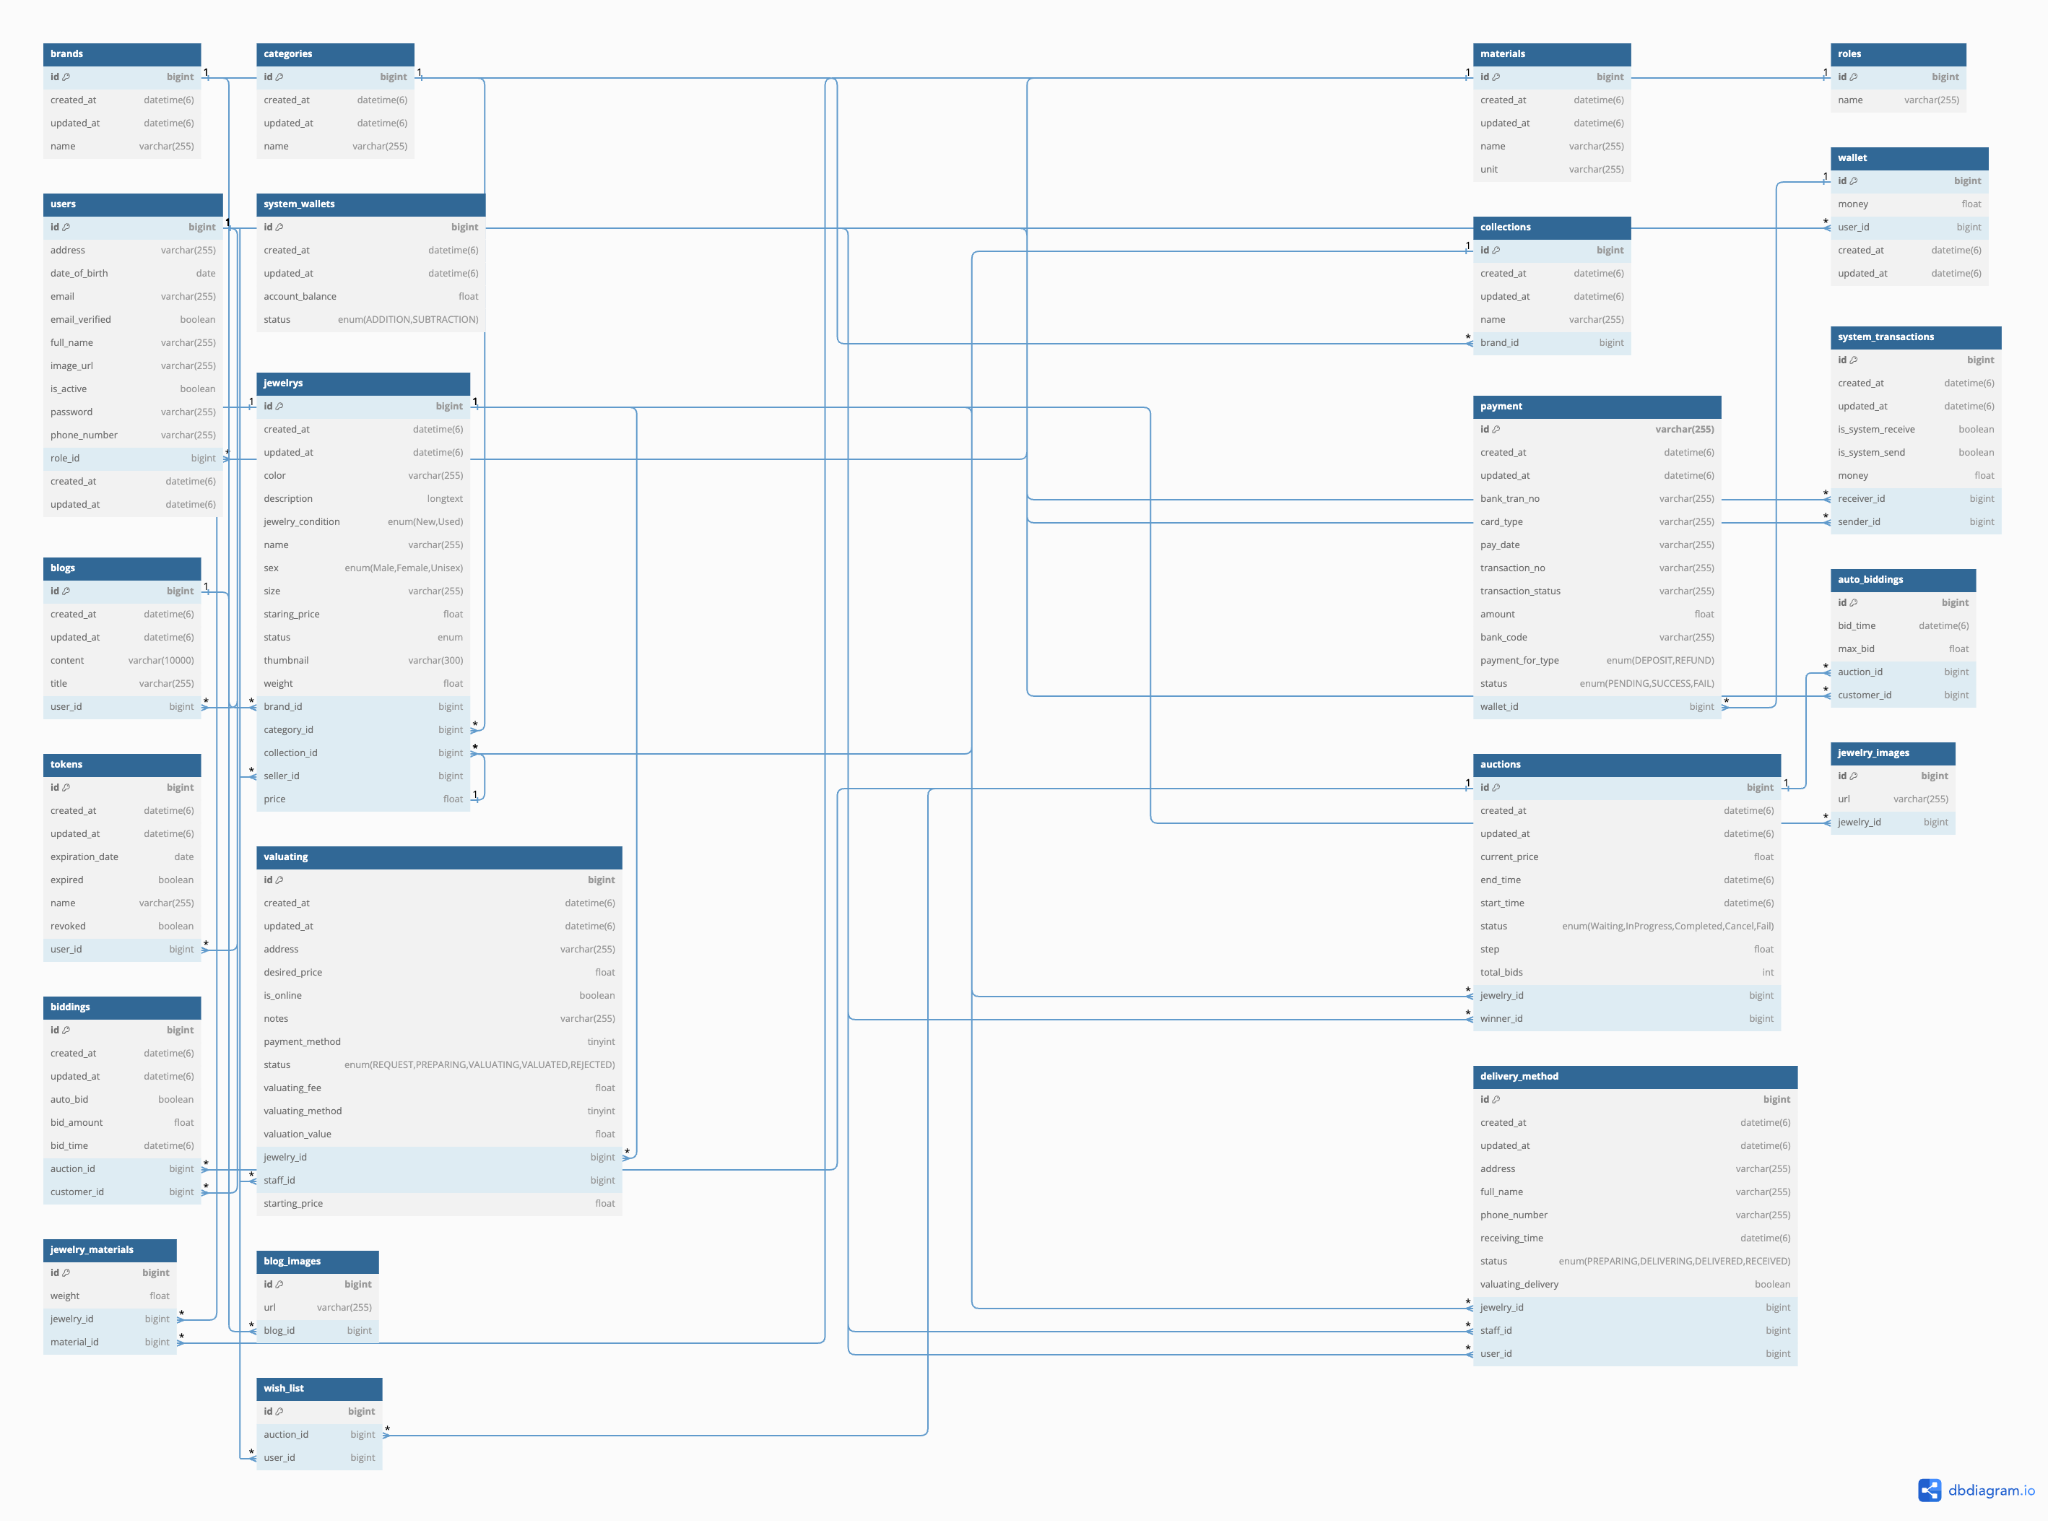 brands
id bigint
created_at datetime(6)
updated_at datetime(6)
name varchar(255)
users
id bigint
address varchar(255)
date_of_birth date
email varchar(255)
email_verified boolean
full_name varchar(255)
image_url varchar(255)
is_active boolean
password varchar(255)
phone_number varchar(255)
role_id bigint
created_at datetime(6)
updated_at datetime(6)
blogs
id bigint
created_at datetime(6)
updated_at datetime(6)
content varchar(10000)
title varchar(255)
user_id bigint
tokens
id bigint
created_at datetime(6)
updated_at datetime(6)
expiration_date date
expired boolean
name varchar(255)
revoked boolean
user_id bigint
biddings
id bigint
created_at datetime(6)
updated_at datetime(6)
auto_bid boolean
bid_amount float
bid_time datetime(6)
auction_id bigint
customer_id bigint
jewelry_materials
id bigint
weight float
jewelry_id bigint
material_id bigint
categories
id bigint
created_at datetime(6)
updated_at datetime(6)
name varchar(255)
system_wallets
id bigint
created_at datetime(6)
updated_at datetime(6)
account_balance float
status enum(ADDITION,SUBTRACTION)
jewelrys
id bigint
created_at datetime(6)
updated_at datetime(6)
color varchar(255)
description longtext
jewelry_condition enum(New,Used)
name varchar(255)
sex enum(Male,Female,Unisex)
size varchar(255)
staring_price float
status enum
thumbnail varchar(300)
weight float
brand_id bigint
category_id bigint
collection_id bigint
seller_id bigint
price float
valuating
id bigint
created_at datetime(6)
updated_at datetime(6)
address varchar(255)
desired_price float
is_online boolean
notes varchar(255)
payment_method tinyint
status enum(REQUEST,PREPARING,VALUATING,VALUATED,REJECTED)
valuating_fee float
valuating_method tinyint
valuation_value float
jewelry_id bigint
staff_id bigint
starting_price float
blog_images
id bigint
url varchar(255)
blog_id bigint
wish_list
id bigint
auction_id bigint
user_id bigint
materials
id bigint
created_at datetime(6)
updated_at datetime(6)
name varchar(255)
unit varchar(255)
collections
id bigint
created_at datetime(6)
updated_at datetime(6)
name varchar(255)
brand_id bigint
payment
id varchar(255)
created_at datetime(6)
updated_at datetime(6)
bank_tran_no varchar(255)
card_type varchar(255)
pay_date varchar(255)
transaction_no varchar(255)
transaction_status varchar(255)
amount float
bank_code varchar(255)
payment_for_type enum(DEPOSIT,REFUND)
status enum(PENDING,SUCCESS,FAIL)
wallet_id bigint
auctions
id bigint
created_at datetime(6)
updated_at datetime(6)
current_price float
end_time datetime(6)
start_time datetime(6)
status enum(Waiting,InProgress,Completed,Cancel,Fail)
step float
total_bids int
jewelry_id bigint
winner_id bigint
delivery_method
id bigint
created_at datetime(6)
updated_at datetime(6)
address varchar(255)
full_name varchar(255)
phone_number varchar(255)
receiving_time datetime(6)
status enum(PREPARING,DELIVERING,DELIVERED,RECEIVED)
valuating_delivery boolean
jewelry_id bigint
staff_id bigint
user_id bigint
roles
id bigint
name varchar(255)
wallet
id bigint
money float
user_id bigint
created_at datetime(6)
updated_at datetime(6)
system_transactions
id bigint
created_at datetime(6)
updated_at datetime(6)
is_system_receive boolean
is_system_send boolean
money float
receiver_id bigint
sender_id bigint
auto_biddings
id bigint
bid_time datetime(6)
max_bid float
auction_id bigint
customer_id bigint
jewelry_images
id bigint
url varchar(255)
jewelry_id bigint
dbdiagram.io